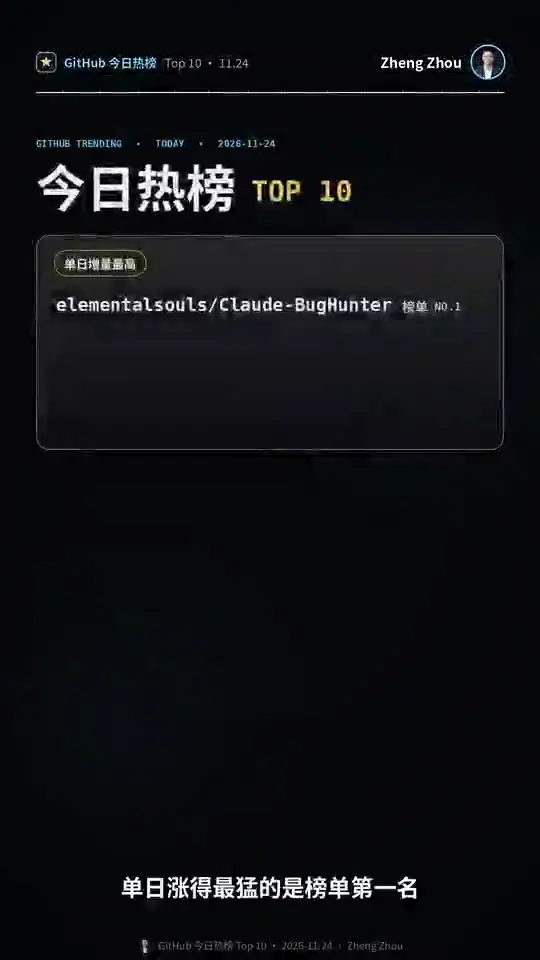 GitHub 今日热榜 Top 10 • 11.24
Zheng Zhou
GITHUB TRENDING • TODAY • 2026-11-24
今日热榜 TOP 10
单日增量最高
elementalsouls/Claude-BugHunter 榜单 NO.1
单日涨得最猛的是榜单第一名
GitHub 今日热榜 Top 10 • 2026-11-24 • Zheng Zhou